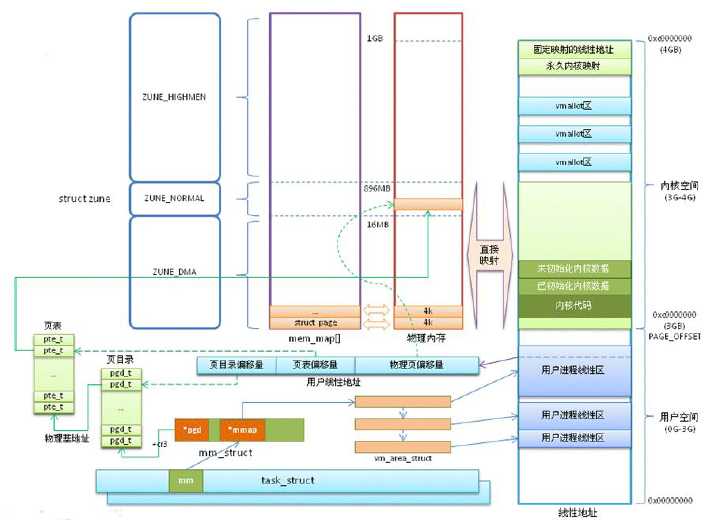 1GB
ZUNE_HIGHMEN
struct zune
896MB
ZUNE_NORMAL
16MB
ZUNE_DMA
...
4k
struct page
4k
mem_map[]
物理内存
直接
映射
0xd0000000
(4GB)
固定映射的线性地址
永久内核映射
vmallot区
vmallot区
vmallot区
内核空间
(3G-4G)
未初始化内核数据
已初始化内核数据
内核代码
0xd0000000
(3GB)
PAGE_OFFSET
页表
pte_t
pte_t
...
pte_t
pte_t
物理基地址
页目录
pgd_t
pgd_t
...
pgd_t
pgd_t
页目录偏移量
页表偏移量
物理页偏移量
用户线性地址
用户进程线性区
用户进程线性区
用户进程线性区
用户空间
(0G-3G)
*pgd
*mmap
+cr3
mm_struct
vm_area_struct
mm
task_struct
0x00000000
线性地址